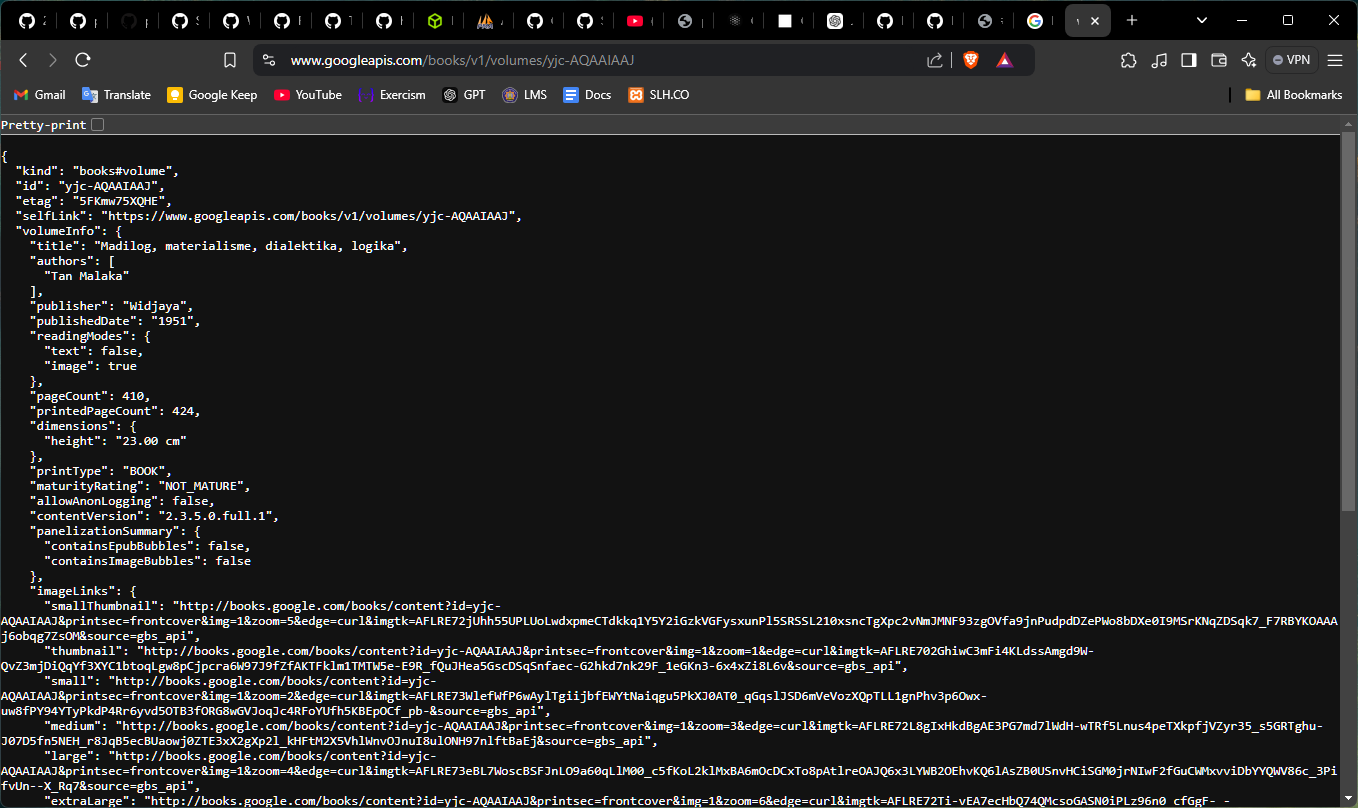 www.googleapis.com/books/v1/volumes/yjc-AQAAIAAJ
VPN
Gmail Translate Google Keep YouTube Exercism GPT LMS Docs SLH.CO All Bookmarks
Pretty-print
{
"kind": "books#volume",
"id": "yjc-AQAAIAAJ",
"etag": "5FKmw75XQHE",
"selfLink": "https://www.googleapis.com/books/v1/volumes/yjc-AQAAIAAJ",
"volumeInfo": {
"title": "Madilog, materialisme, dialektika, logika",
"authors": [
"Tan Malaka"
],
"publisher": "Widjaya",
"publishedDate": "1951",
"readingModes": {
"text": false,
"image": true
},
"pageCount": 410,
"printedPageCount": 424,
"dimensions": {
"height": "23.00 cm"
},
"printType": "BOOK",
"maturityRating": "NOT_MATURE",
"allowAnonLogging": false,
"contentVersion": "2.3.5.0.full.1",
"panelizationSummary": {
"containsEpubBubbles": false,
"containsImageBubbles": false
},
"imageLinks": {
"smallThumbnail": "http://books.google.com/books/content?id=yjc-
AQAAIAAJ&printsec=frontcover&img=1&zoom=5&edge=curl&imgtk=AFLRE72jUhh55UPLUoLwdxpmeCTdkkq1Y5Y2iGzkVGFysxunPl5SRSSL210xsncTgXpc2vNmJMNF93zgOVfa9jnPudpdDZePWo8bDXe0I9MSrKNqZDSqk7_F7RBYKOAAA
j6obqg7ZsOM&source=gbs_api",
"thumbnail": "http://books.google.com/books/content?id=yjc-AQAAIAAJ&printsec=frontcover&img=1&zoom=1&edge=curl&imgtk=AFLRE702GhiwC3mFi4KLdssAmgd9W-
QvZ3mjDiQqYf3XYC1btoqLgw8pCjpcra6W97J9fZfAKTFklm1TMTW5e-E9R_fQuJHea5GscDSqSnfaec-G2hkd7nk29F_1eGKn3-6x4xZi8L6v&source=gbs_api",
"small": "http://books.google.com/books/content?id=yjc-
AQAAIAAJ&printsec=frontcover&img=1&zoom=2&edge=curl&imgtk=AFLRE73WlefWfP6wAylTgiijbfEWYtNaiqgu5PkXJ0AT0_qGqslJSD6mVeVozXQpTLL1gnPhv3p6Owx-
uw8fPY94YTyPkdP4Rr6yvd5OTB3fORG8wGVJoqJc4RFoYUfh5KBEpOCf_pb-&source=gbs_api",
"medium": "http://books.google.com/books/content?id=yjc-AQAAIAAJ&printsec=frontcover&img=1&zoom=3&edge=curl&imgtk=AFLRE72L8gIxHkdBgAE3PG7md7lWdH-wTRf5Lnus4peTXkpfjVZyr35_s5GRTghu-
J07D5fn5NEH_r8JqB5ecBUaowj0ZTE3xX2gXp2l_kHFtM2X5VhlWnvOJnuI8ulONH97nlftBaEj&source=gbs_api",
"large": "http://books.google.com/books/content?id=yjc-
AQAAIAAJ&printsec=frontcover&img=1&zoom=4&edge=curl&imgtk=AFLRE73eBL7WoscBSFJnLO9a60qLlM00_c5fKoL2klMxBA6mOcDCxTo8pAtlreOAJQ6x3LYWB2OEhvKQ6lAsZB0USnvHCiSGM0jrNIwF2fGuCWMxvviDbYYQWV86c_3Pi
fvUn--X_Rq7&source=gbs_api",
"extraLarge": "http://books.google.com/books/content?id=yjc-AQAAIAAJ&printsec=frontcover&img=1&zoom=6&edge=curl&imgtk=AFLRE72Ti-vEA7ecHbQ74QMcsoGASN0iPLz96n0_cfGgF-_-